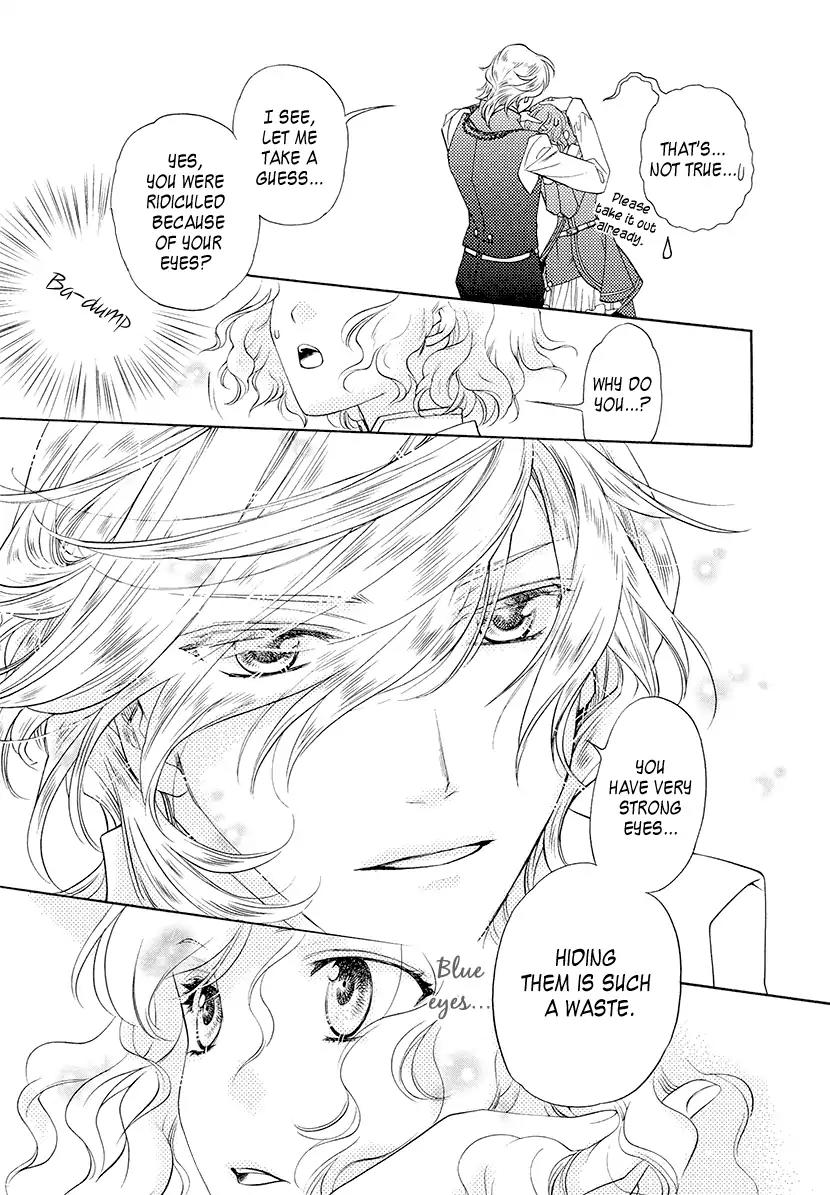 THAT'S...
NOT TRUE...
Please
take it out
already.
I SEE,
LET ME
TAKE A
GUESS...
YES,
YOU WERE
RIDICULED
BECAUSE
OF YOUR
EYES?
Ba-dump
WHY DO
YOU...?
YOU
HAVE VERY
STRONG
EYES...
HIDING
THEM IS SUCH
A WASTE.
Blue
eyes...